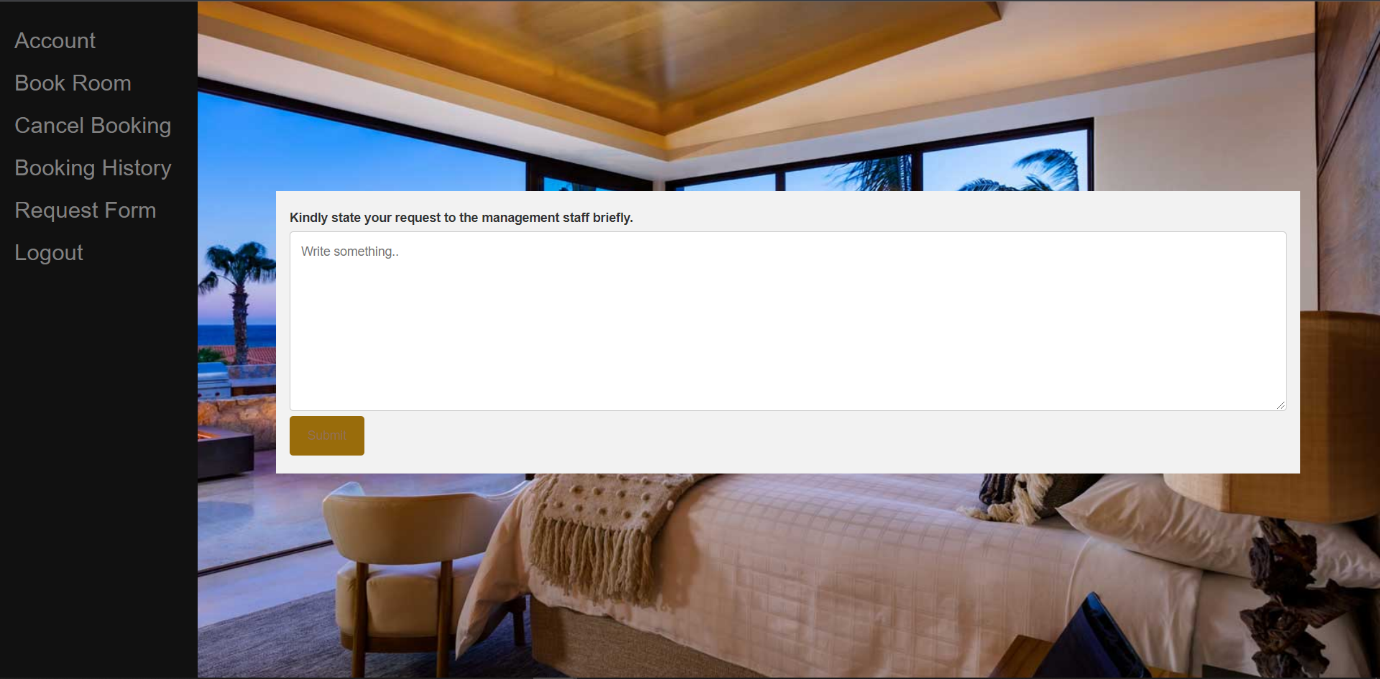 Account
Book Room
Cancel Booking
Booking History
Request Form
Logout
Kindly state your request to the management staff briefly.
Write something..
Submit